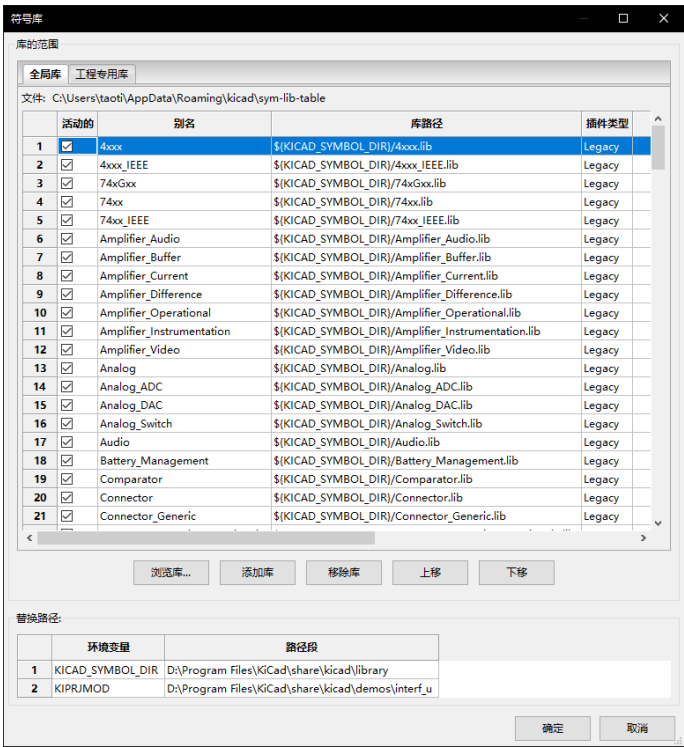 符号库
库的范围
全局库 工程专用库
文件: C:\Users\taoti\AppData\Roaming\kicad\sym-lib-table
活动的 别名 库路径 插件类型
1 4xxx ${KICAD_SYMBOL_DIR}/4xxx.lib Legacy
2 4xxx_IEEE ${KICAD_SYMBOL_DIR}/4xxx_IEEE.lib Legacy
3 74xGxx ${KICAD_SYMBOL_DIR}/74xGxx.lib Legacy
4 74xx ${KICAD_SYMBOL_DIR}/74xx.lib Legacy
5 74xx_IEEE ${KICAD_SYMBOL_DIR}/74xx_IEEE.lib Legacy
6 Amplifier_Audio ${KICAD_SYMBOL_DIR}/Amplifier_Audio.lib Legacy
7 Amplifier_Buffer ${KICAD_SYMBOL_DIR}/Amplifier_Buffer.lib Legacy
8 Amplifier_Current ${KICAD_SYMBOL_DIR}/Amplifier_Current.lib Legacy
9 Amplifier_Difference ${KICAD_SYMBOL_DIR}/Amplifier_Difference.lib Legacy
10 Amplifier_Operational ${KICAD_SYMBOL_DIR}/Amplifier_Operational.lib Legacy
11 Amplifier_Instrumentation ${KICAD_SYMBOL_DIR}/Amplifier_Instrumentation.lib Legacy
12 Amplifier_Video ${KICAD_SYMBOL_DIR}/Amplifier_Video.lib Legacy
13 Analog ${KICAD_SYMBOL_DIR}/Analog.lib Legacy
14 Analog_ADC ${KICAD_SYMBOL_DIR}/Analog_ADC.lib Legacy
15 Analog_DAC ${KICAD_SYMBOL_DIR}/Analog_DAC.lib Legacy
16 Analog_Switch ${KICAD_SYMBOL_DIR}/Analog_Switch.lib Legacy
17 Audio ${KICAD_SYMBOL_DIR}/Audio.lib Legacy
18 Battery_Management ${KICAD_SYMBOL_DIR}/Battery_Management.lib Legacy
19 Comparator ${KICAD_SYMBOL_DIR}/Comparator.lib Legacy
20 Connector ${KICAD_SYMBOL_DIR}/Connector.lib Legacy
21 Connector_Generic ${KICAD_SYMBOL_DIR}/Connector_Generic.lib Legacy
浏览库... 添加库 移除库 上移 下移
替换路径:
环境变量 路径段
1 KICAD_SYMBOL_DIR D:\Program Files\KiCad\share\kicad\library
2 KIPRJMOD D:\Program Files\KiCad\share\kicad\demos\interf_u
确定 取消